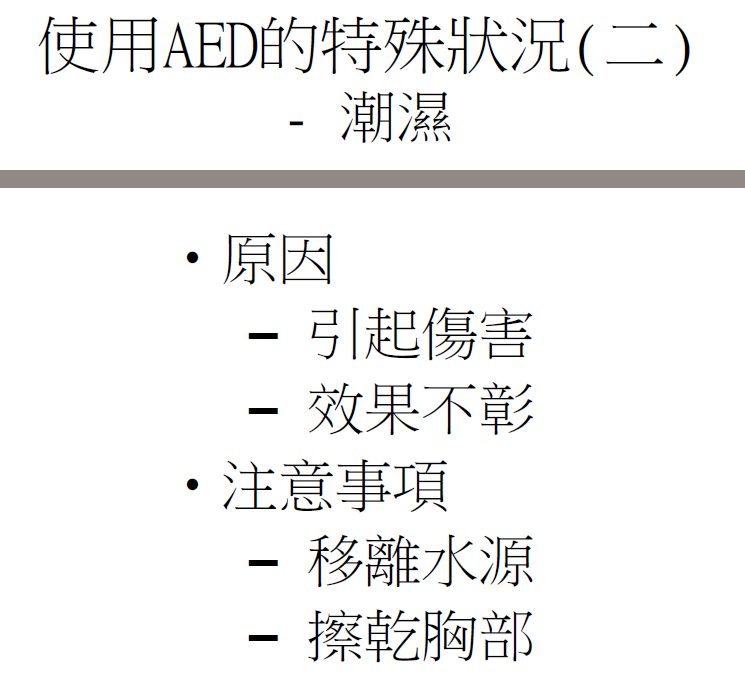 使用AED的特殊狀況(二)
- 潮濕
•原因
– 引起傷害
– 效果不彰
•注意事項
– 移離水源
– 擦乾胸部